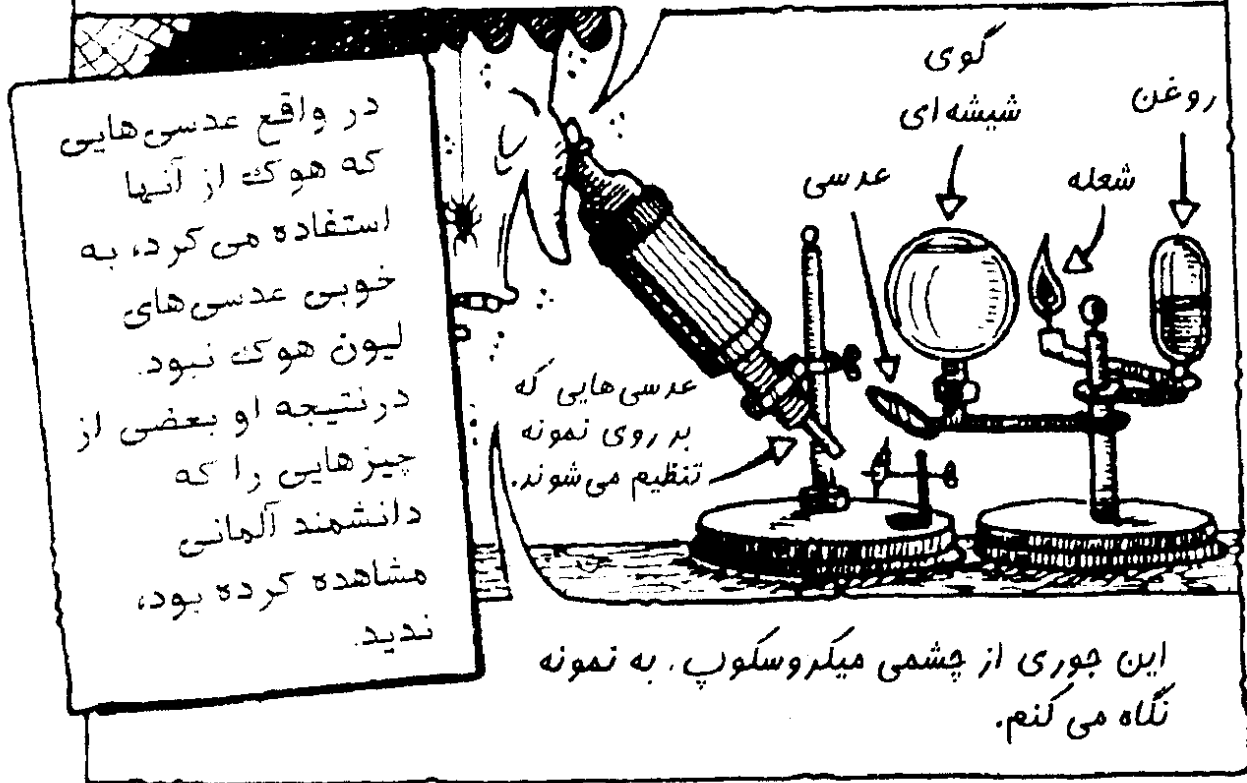 گوی
شیشه‌ای
روغن
شعله
عدسی
در واقع عدسی‌هایی
که هوک از آنها
استفاده می‌کرد، به
خوبی عدسی‌های
لیون هوک نبود.
درنتیجه او بعضی از
چیزهایی را که
دانشمند آلمانی
مشاهده کرده بود،
ندید.
عدسی‌هایی که
بر روی نمونه
تنظیم می‌شوند.
این جوری از چشمی میکروسکوپ، به نمونه
نگاه می‌کنم.